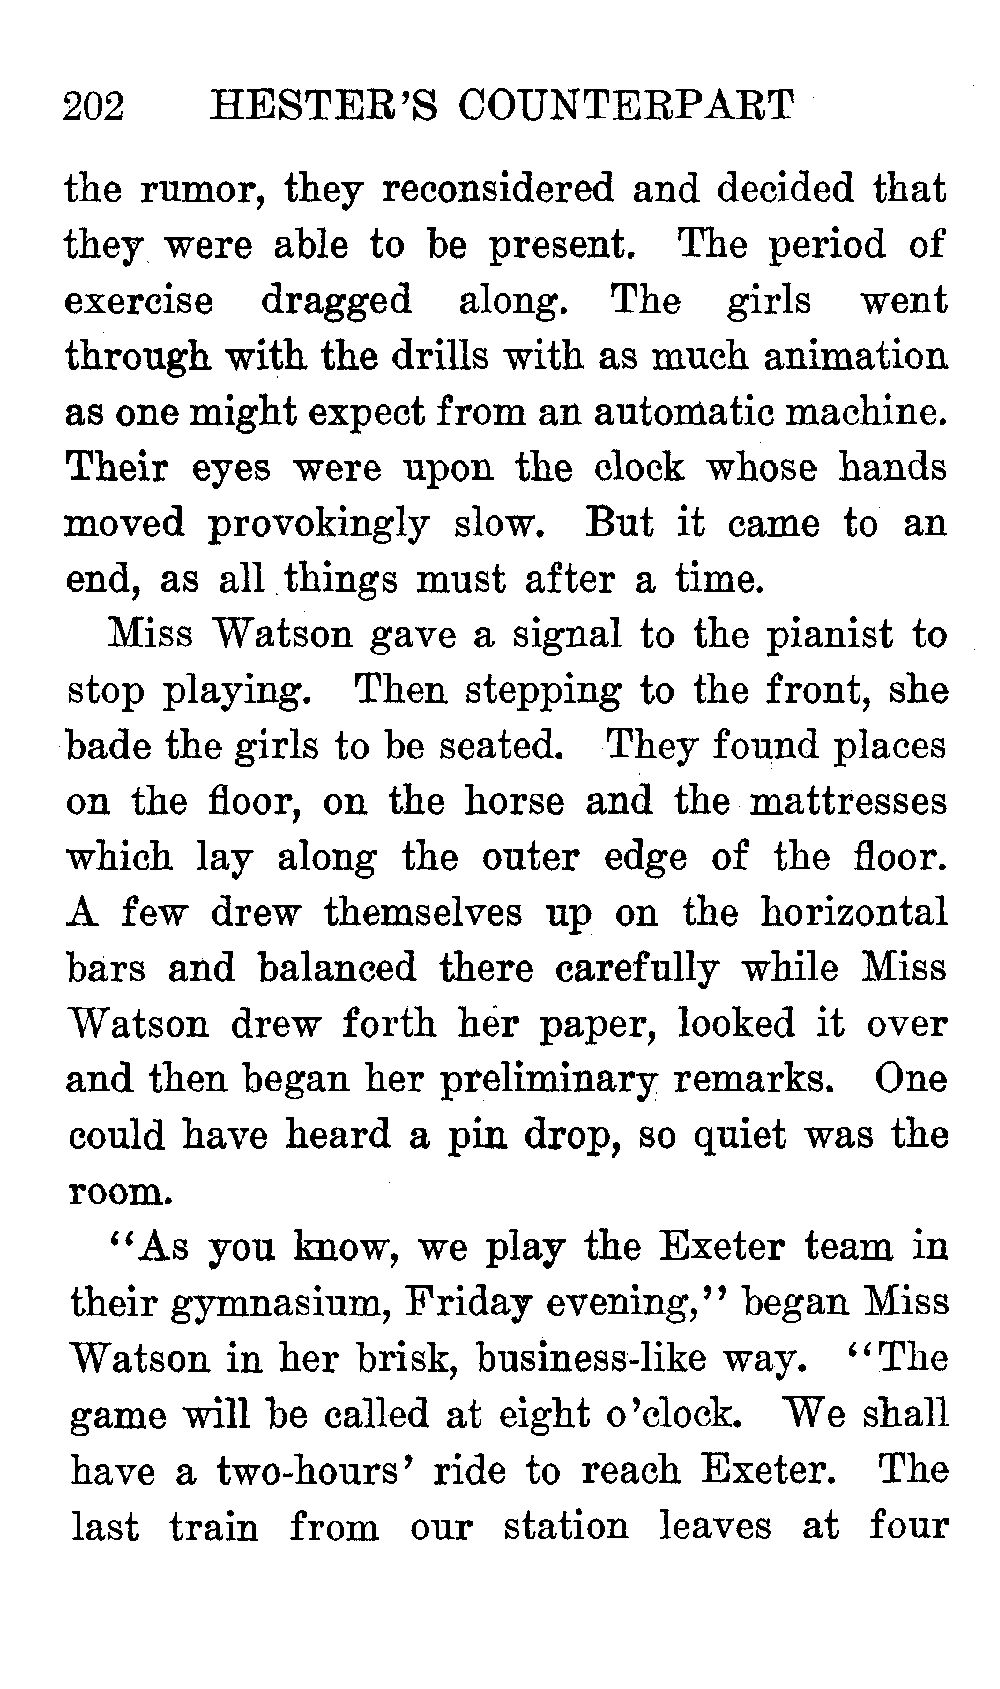 202 HESTER'S COUNTERPART
the rumor, they reconsidered and decided that
they were able to be present. The period of
exercise dragged along. The girls went
through with the drills with as much animation
as one might expect from an automatic machine.
Their eyes were upon the clock whose hands
moved provokingly slow. But it came to an
end, as all things must after a time.
Miss Watson gave a signal to the pianist to
stop playing. Then stepping to the front, she
bade the girls to be seated. They found places
on the floor, on the horse and the mattresses
which lay along the outer edge of the floor.
A few drew themselves up on the horizontal
bars and balanced there carefully while Miss
Watson drew forth her paper, looked it over
and then began her preliminary remarks. One
could have heard a pin drop, so quiet was the
room.
"As you know, we play the Exeter team in
their gymnasium, Friday evening," began Miss
Watson in her brisk, business-like way. "The
game will be called at eight o'clock. We shall
have a two-hours' ride to reach Exeter. The
last train from our station leaves at four